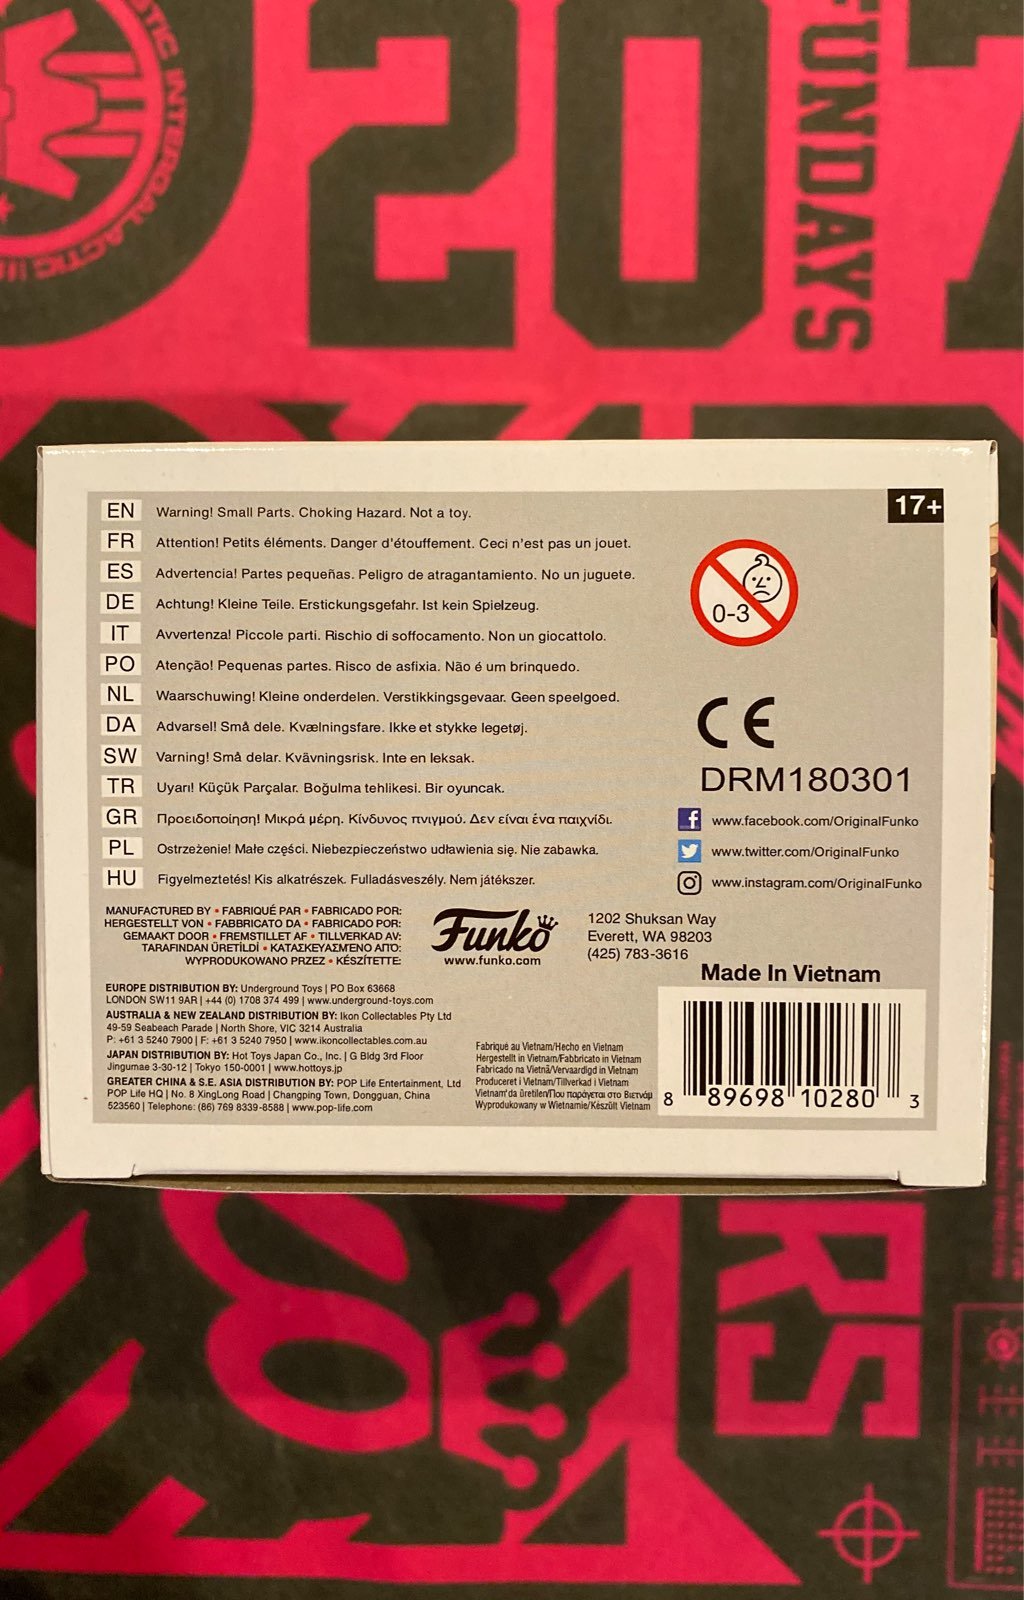 20
FUNDAYS
TIC INTERGALACTIC
17+
EN Warning! Small Parts. Choking Hazard. Not a toy.
FR Attention! Petits éléments. Danger d'étouffement. Ceci n'est pas un jouet.
ES Advertencia! Partes pequeñas. Peligro de atragantamiento. No un juguete.
DE Achtung! Kleine Teile. Erstickungsgefahr. Ist kein Spielzeug.
IT Avvertenza! Piccole parti. Rischio di soffocamento. Non un giocattolo.
PO Atenção! Pequenas partes. Risco de asfixia. Não é um brinquedo.
NL Waarschuwing! Kleine onderdelen. Verstikkingsgevaar. Geen speelgoed.
DA Advarsel! Små dele. Kvælningsfare. Ikke et stykke legetøj.
SW Varning! Små delar. Kvävningsrisk. Inte en leksak.
TR Uyarı! Küçük Parçalar. Boğulma tehlikesi. Bir oyuncak.
GR Προειδοποίηση! Μικρά μέρη. Κίνδυνος πνιγμού. Δεν είναι ένα παιχνίδι.
PL Ostrzeżenie! Małe części. Niebezpieczeństwo udławienia się. Nie zabawka.
HU Figyelmeztetés! Kis alkatrészek. Fulladásveszély. Nem játékszer.
0-3
CE
DRM180301
www.facebook.com/OriginalFunko
www.twitter.com/OriginalFunko
www.instagram.com/OriginalFunko
MANUFACTURED BY • FABRIQUÉ PAR • FABRICADO POR:
HERGESTELLT VON • FABBRICATO DA • FABRICADO POR:
GEMAAKT DOOR • FREMSTILLET AF • TILLVERKAD AV:
TARAFINDAN ÜRETİLDİ • ΚΑΤΑΣΚΕΥΑΣΜΈΝΟ ΑΠΌ:
WYPRODUKOWANO PRZEZ • KÉSZÍTETTE:
Funko
www.funko.com
1202 Shuksan Way
Everett, WA 98203
(425) 783-3616
Made In Vietnam
EUROPE DISTRIBUTION BY: Underground Toys | PO Box 63668
LONDON SW11 9AR | +44 (0) 1708 374 499 | www.underground-toys.com
AUSTRALIA & NEW ZEALAND DISTRIBUTION BY: Ikon Collectables Pty Ltd
49-59 Seabeach Parade | North Shore, VIC 3214 Australia
P: +61 3 5240 7900 | F: +61 3 5240 7950 | www.ikoncollectables.com.au
JAPAN DISTRIBUTION BY: Hot Toys Japan Co., Inc. | G Bldg 3rd Floor
Jingumae 3-30-12 | Tokyo 150-0001 | www.hottoys.jp
GREATER CHINA & S.E. ASIA DISTRIBUTION BY: POP Life Entertainment, Ltd
POP Life HQ | No. 8 XingLong Road | Changping Town, Dongguan, China
523560 | Telephone: (86) 769 8339-8588 | www.pop-life.com
Fabriqué au Vietnam/Hecho en Vietnam
Hergestellt in Vietnam/Fabbricato in Vietnam
Fabricado na Vietnã/Vervaardigd in Vietnam
Produceret i Vietnam/Tillverkad i Vietnam
Vietnam'da üretilen/Που παράγεται στο Βιετνάμ
Wyprodukowany w Wietnamie/Készült Vietnam
8 89698 10280 3
RS